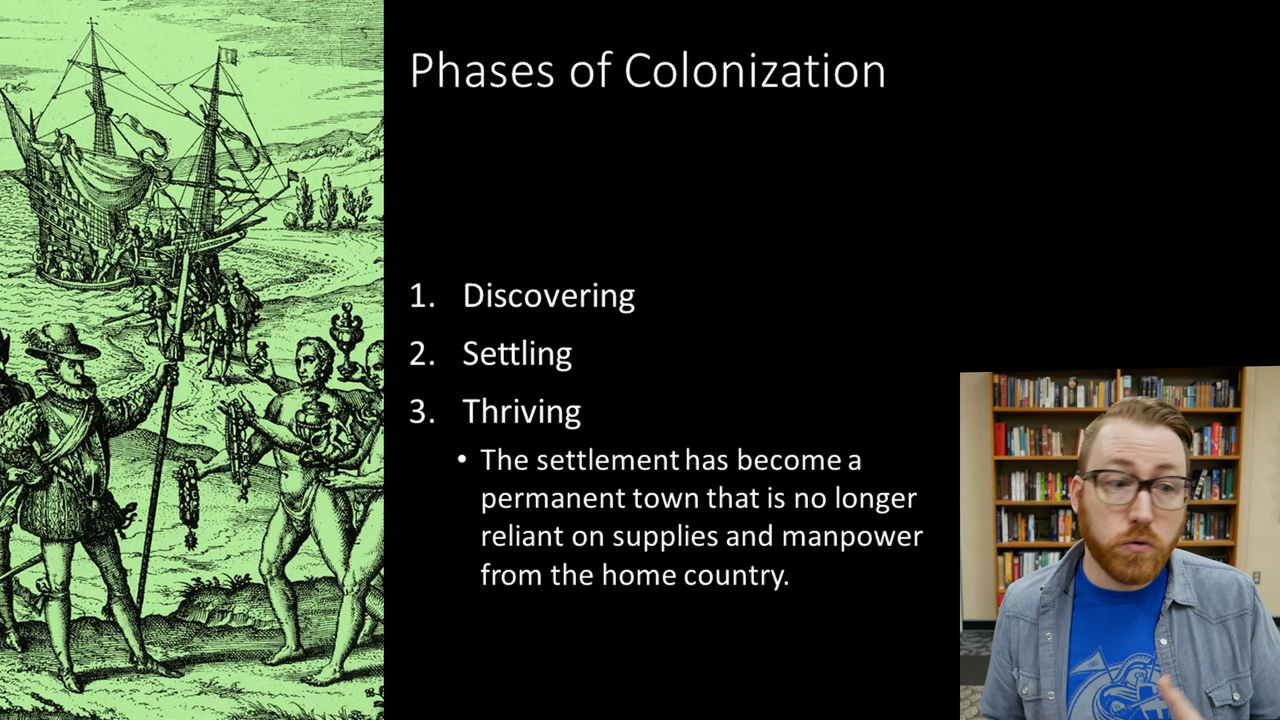 Phases of Colonization
1. Discovering
2. Settling
3. Thriving
• The settlement has become a
permanent town that is no longer
reliant on supplies and manpower
from the home country.